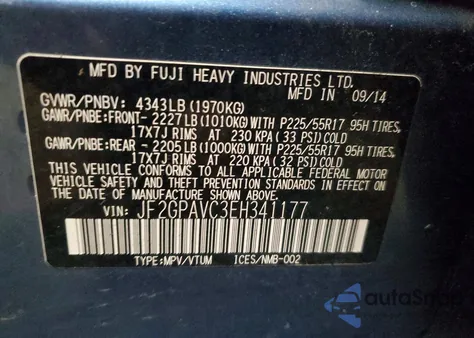 MFD BY FUJI HEAVY INDUSTRIES LTD. IN 09/14
GVWR/PNBV: 4343LB (1970KG)
GAWR/PNBE:FRONT- 2227LB (1010KG)WITH P225/55R17 95H TIRES,
17X7J RIMS AT 230 KPA (33 PSI)COLD
GAWR/PNBE:REAR - 2205LB (1000KG)WITH P225/55R17 95H TIRES,
17X7J RIMS AT 220 KPA (32 PSI)COLD
THIS VEHICLE CONFORMS TO ALL APPLICABLE FEDERAL MOTOR
VEHICLE SAFETY AND BUMPER STANDARDS IN EFFECT ON
THE DATE OF MANUFACTURE SHOWN ABOVE.
VIN: JF2GPAVC3EH341177
TYPE:MPV/VTUM ICES/NMB-002
autoSnap